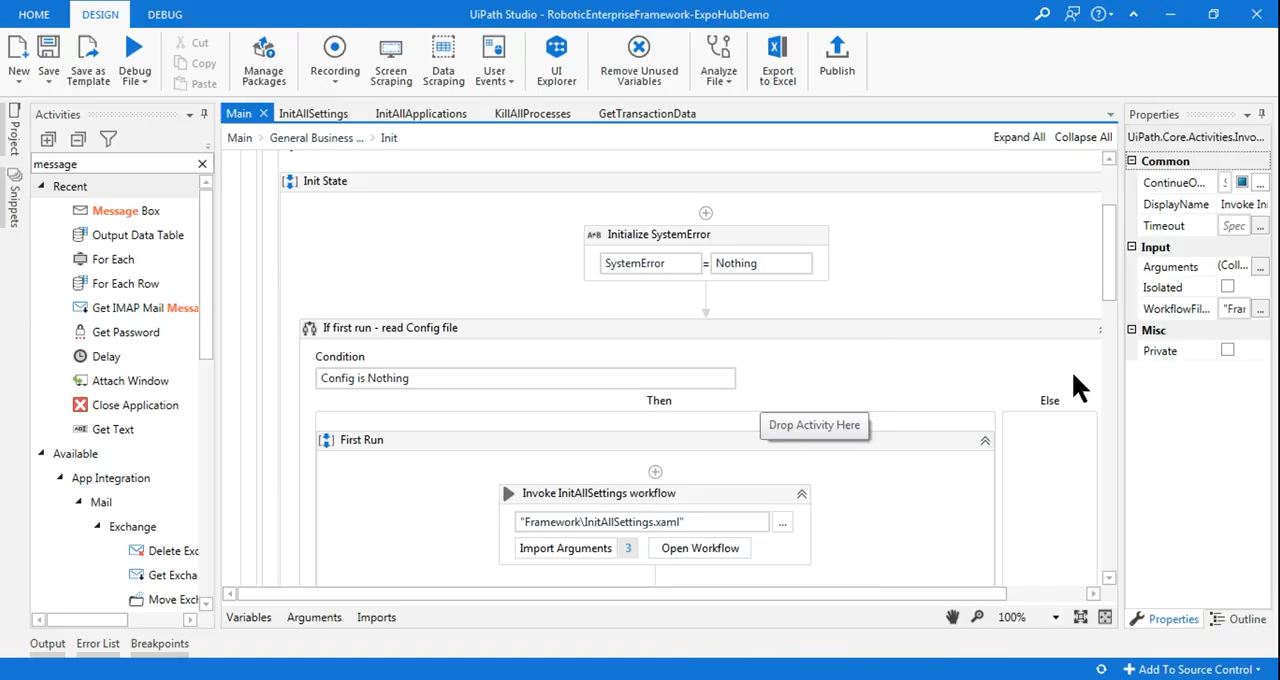 HOME DESIGN DEBUG UiPath Studio - RoboticEnterpriseFramework-ExpoHubDemo
New Save Save as Template Debug File Cut Copy Paste Manage Packages Recording Screen Scraping Data Scraping User Events UI Explorer Remove Unused Variables Analyze File Export to Excel Publish
Project
Snippets
Activities
message
Recent
Message Box
Output Data Table
For Each
For Each Row
Get IMAP Mail Messa
Get Password
Delay
Attach Window
Close Application
Get Text
Available
App Integration
Mail
Exchange
Delete Exc
Get Excha
Move Exch
Main InitAllSettings InitAllApplications KillAllProcesses GetTransactionData
Main > General Business ... > Init Expand All Collapse All
Init State
A+B Initialize SystemError
SystemError = Nothing
If first run - read Config file
Condition
Config is Nothing
Then Else
Drop Activity Here
First Run
Invoke InitAllSettings workflow
"Framework\InitAllSettings.xaml" ...
Import Arguments 3 Open Workflow
Variables Arguments Imports 100%
Properties
UiPath.Core.Activities.Invo...
Common
ContinueO... ...
DisplayName Invoke Ini
Timeout Spec ...
Input
Arguments (Coll... ...
Isolated
WorkflowFil... "Frar ...
Misc
Private
Properties Outline
Output Error List Breakpoints
Add To Source Control